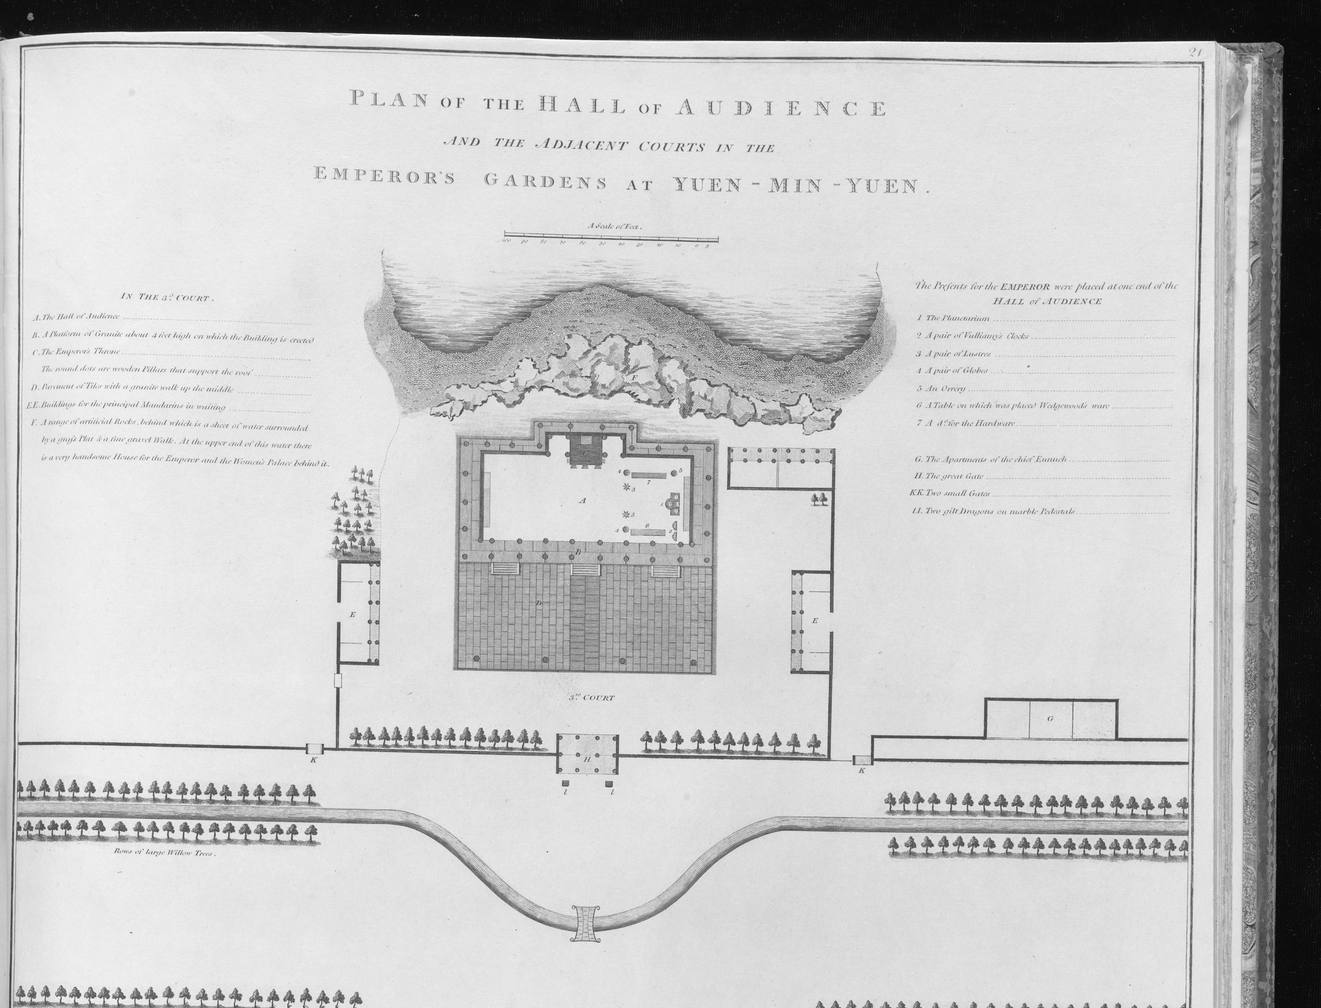 21
PLAN OF THE HALL OF AUDIENCE
AND THE ADJACENT COURTS IN THE
EMPEROR'S GARDENS AT YUEN-MIN-YUEN.
A Scale of Feet.
IN THE 3d. COURT.
A. The Hall of Audience
B. A Platform of Granite about 4 feet high on which the Building is erected
C. The Emperor's Throne
The round dots are wooden Pillars that support the roof
D. Pavement of Tiles with a granite walk up the middle
EE. Buildings for the principal Mandarins in waiting
F. A range of artificial Rocks, behind which is a sheet of water surrounded
by a grass Plat & a fine gravel Walk. At the upper end of this water there
is a very handsome House for the Emperor and the Women's Palace behind it.
The Presents for the EMPEROR were placed at one end of the
HALL of AUDIENCE
1 The Planetarium
2 A pair of Vulliamy's Clocks
3 A pair of Lustres
4 A pair of Globes
5 An Orrery
6 A Table on which was placed Wedgewood's ware
7 A do. for the Hardware
G. The Apartments of the chief Eunuch
H. The great Gate
KK. Two small Gates
LL. Two gilt Dragons on marble Pedestals
F
A
B
D
E
E
3rd. COURT
G
H
K
K
l
l
Rows of large Willow Trees.